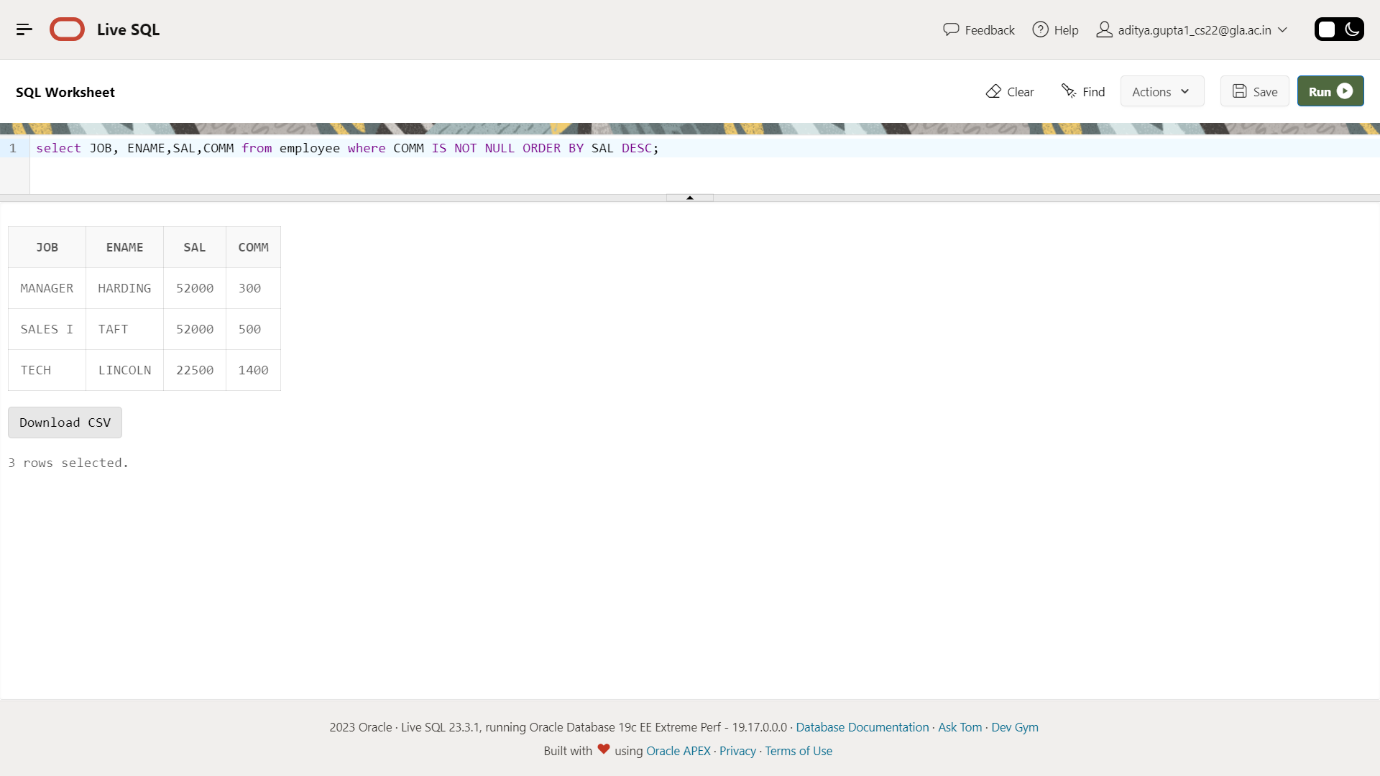 Live SQL
Feedback
Help
aditya.gupta1_cs22@gla.ac.in
SQL Worksheet
Clear
Find
Actions
Save
Run
1 select JOB, ENAME,SAL,COMM from employee where COMM IS NOT NULL ORDER BY SAL DESC;
JOB ENAME SAL COMM
MANAGER HARDING 52000 300
SALES I TAFT 52000 500
TECH LINCOLN 22500 1400
Download CSV
3 rows selected.
2023 Oracle · Live SQL 23.3.1, running Oracle Database 19c EE Extreme Perf - 19.17.0.0.0 · Database Documentation · Ask Tom · Dev Gym
Built with ❤ using Oracle APEX · Privacy · Terms of Use